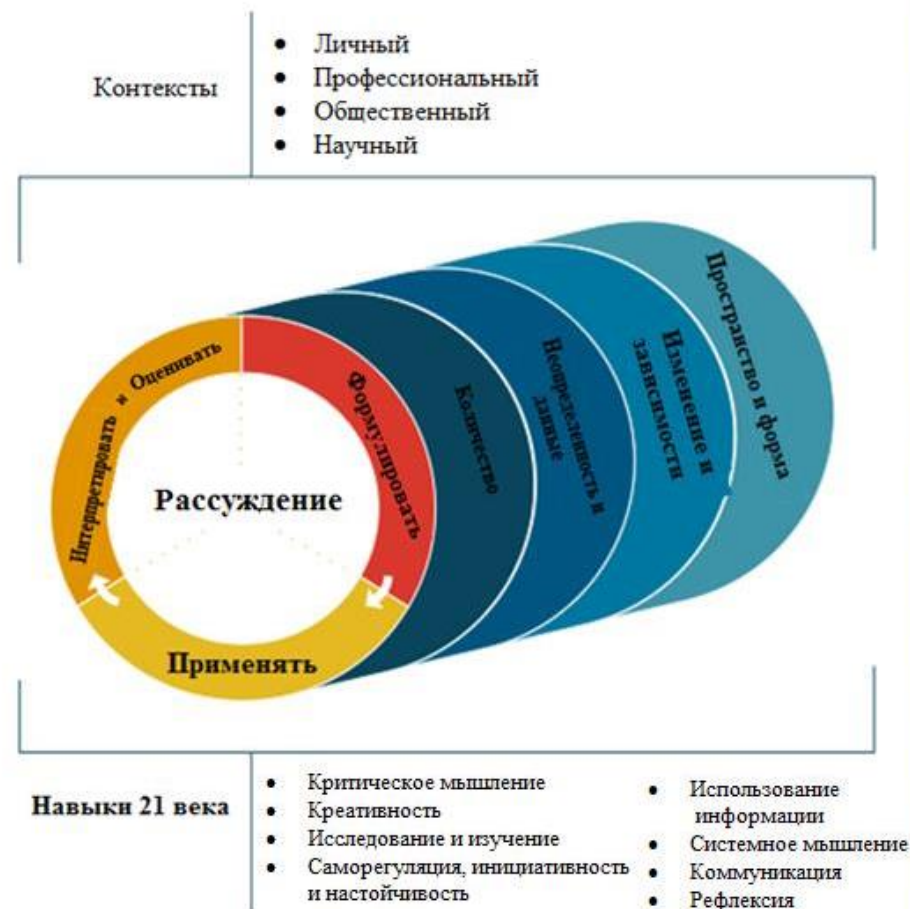 Контексты
• Личный
• Профессиональный
• Общественный
• Научный
Интерпретировать и Оценивать
Формулировать
Применять
Рассуждение
Количество
Неопределенность и
данные
Изменение и
зависимости
Пространство и форма
Навыки 21 века
• Критическое мышление
• Креативность
• Исследование и изучение
• Саморегуляция, инициативность
и настойчивость
• Использование
информации
• Системное мышление
• Коммуникация
• Рефлексия